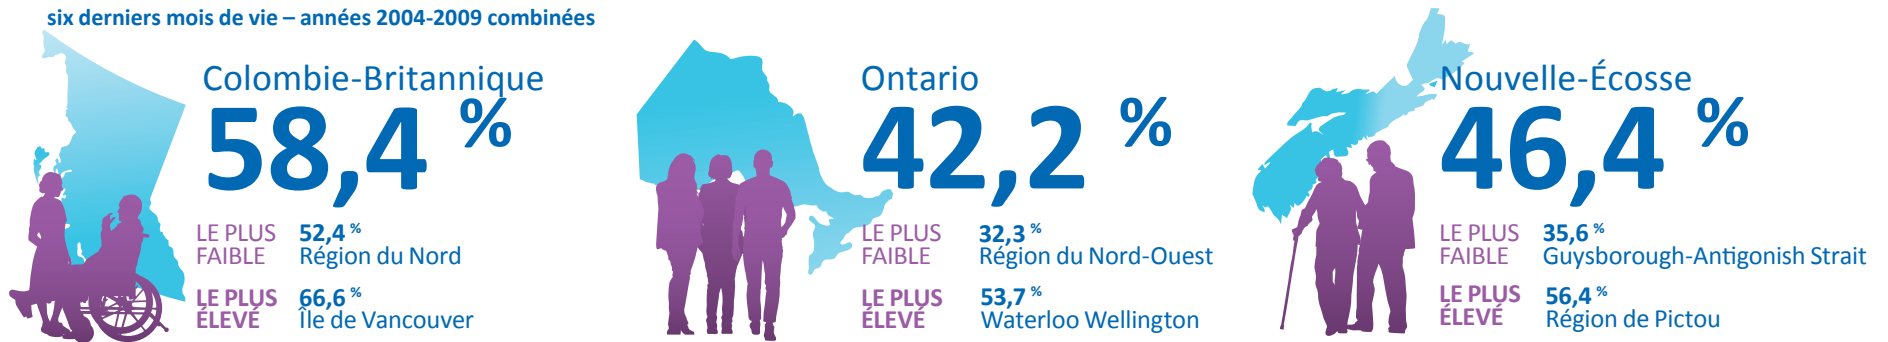 six derniers mois de vie – années 2004-2009 combinées
Colombie-Britannique
58,4 %
LE PLUS FAIBLE
52,4 %
Région du Nord
LE PLUS ÉLEVÉ
66,6 %
Île de Vancouver
Ontario
42,2 %
LE PLUS FAIBLE
32,3 %
Région du Nord-Ouest
LE PLUS ÉLEVÉ
53,7 %
Waterloo Wellington
Nouvelle-Écosse
46,4 %
LE PLUS FAIBLE
35,6 %
Guysborough-Antigonish Strait
LE PLUS ÉLEVÉ
56,4 %
Région de Pictou